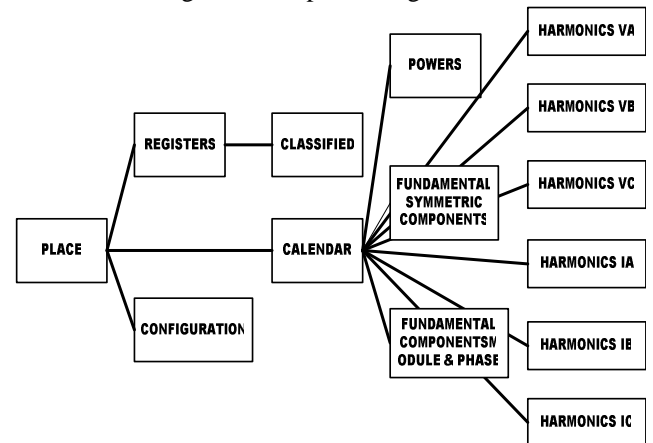 HARMONICS VA
POWERS
HARMONICS VB
REGISTERS
CLASSIFIED
FUNDAMENTAL
SYMMETRIC
COMPONENTS
HARMONICS VC
PLACE
CALENDAR
HARMONICS IA
CONFIGURATION
FUNDAMENTAL
COMPONENTSM
ODULE & PHASE
HARMONICS IB
HARMONICS IC